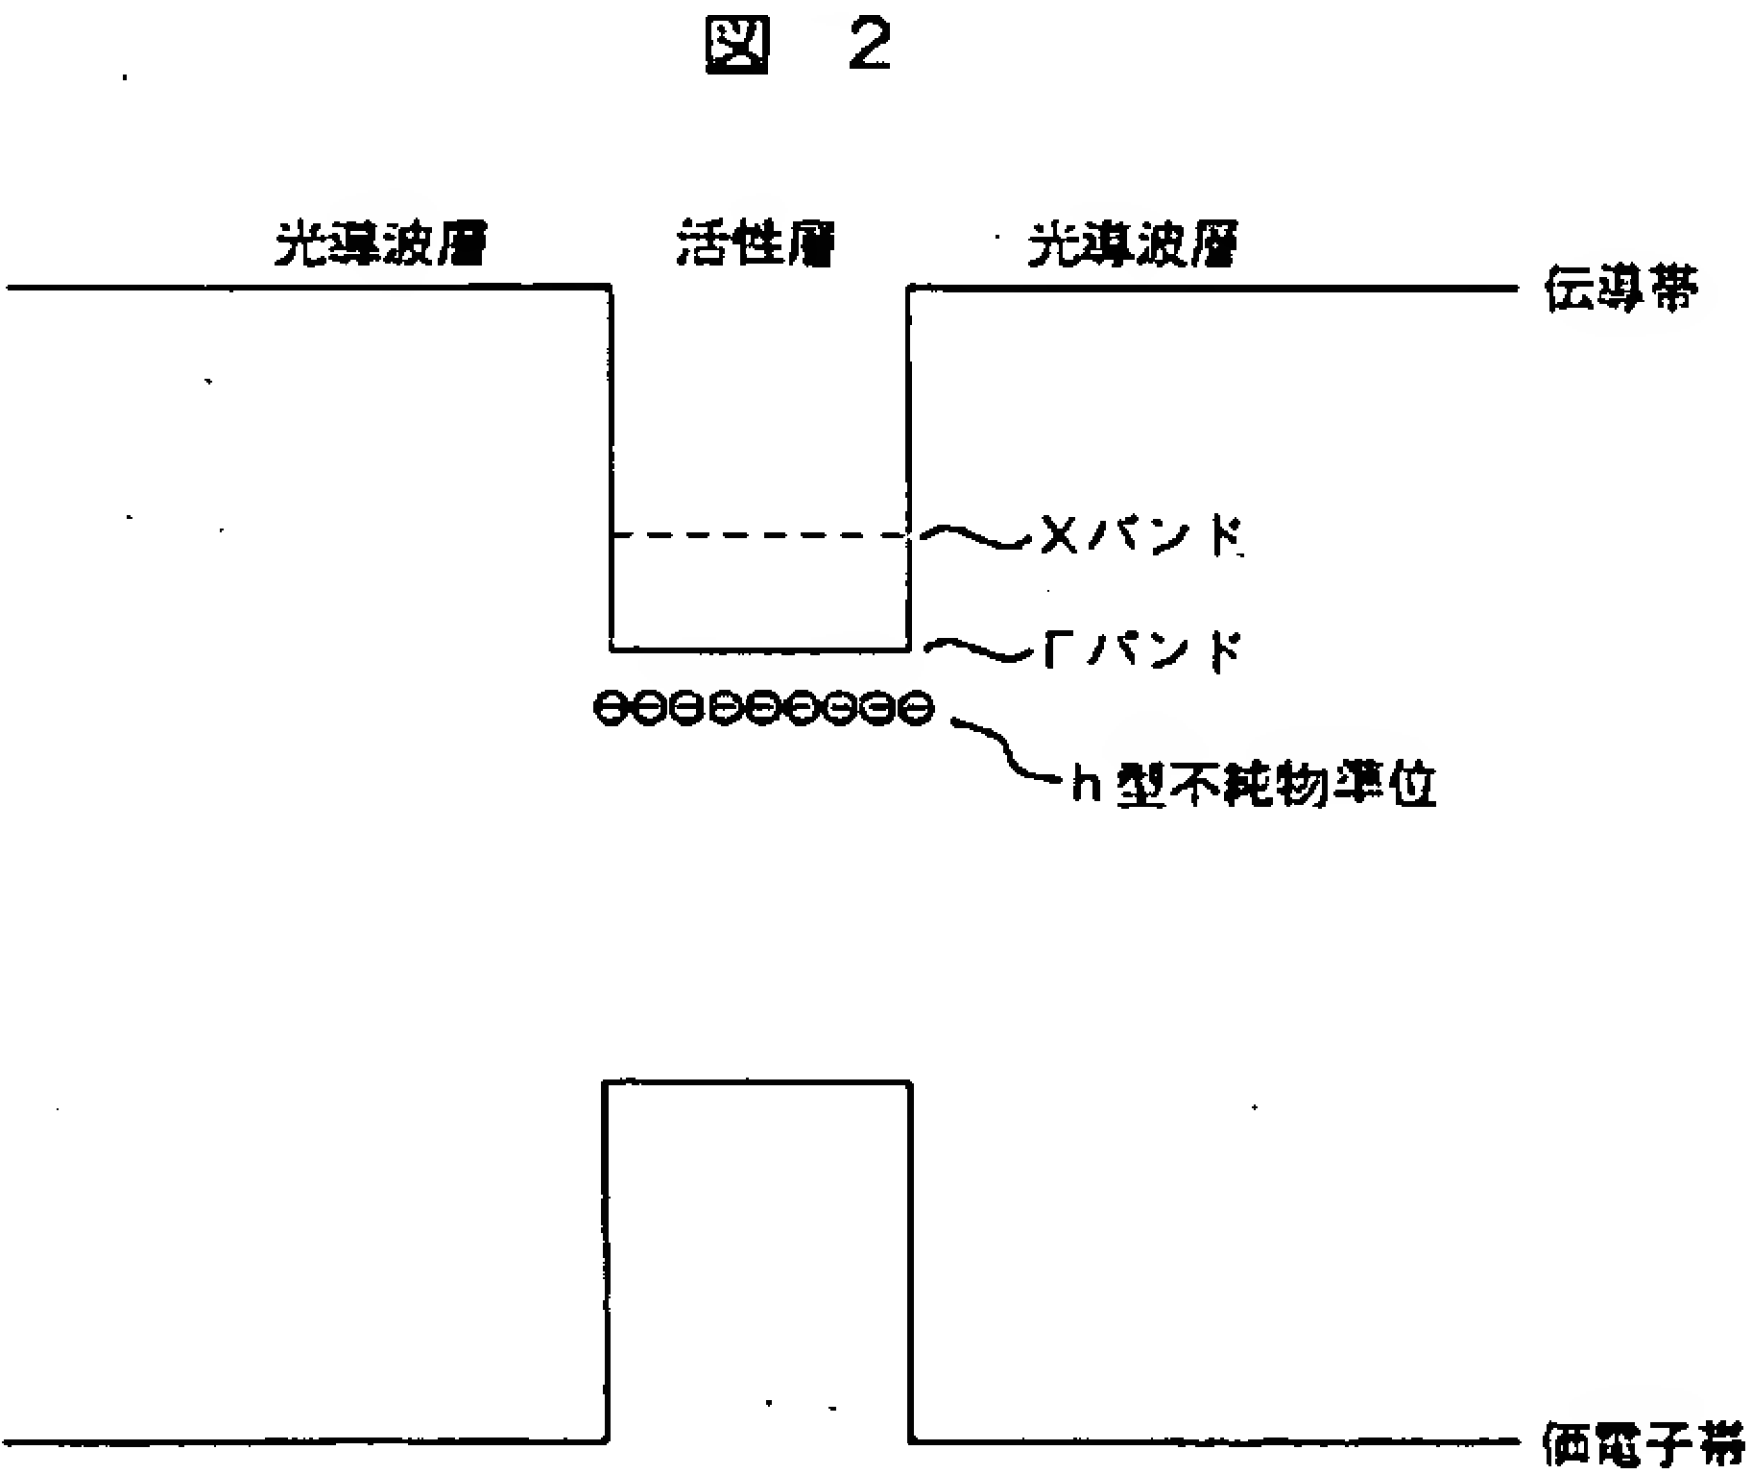 図 2
光導波層 活性層 光導波層
伝導帯
Xバンド
Γバンド
h型不純物準位
価電子帯